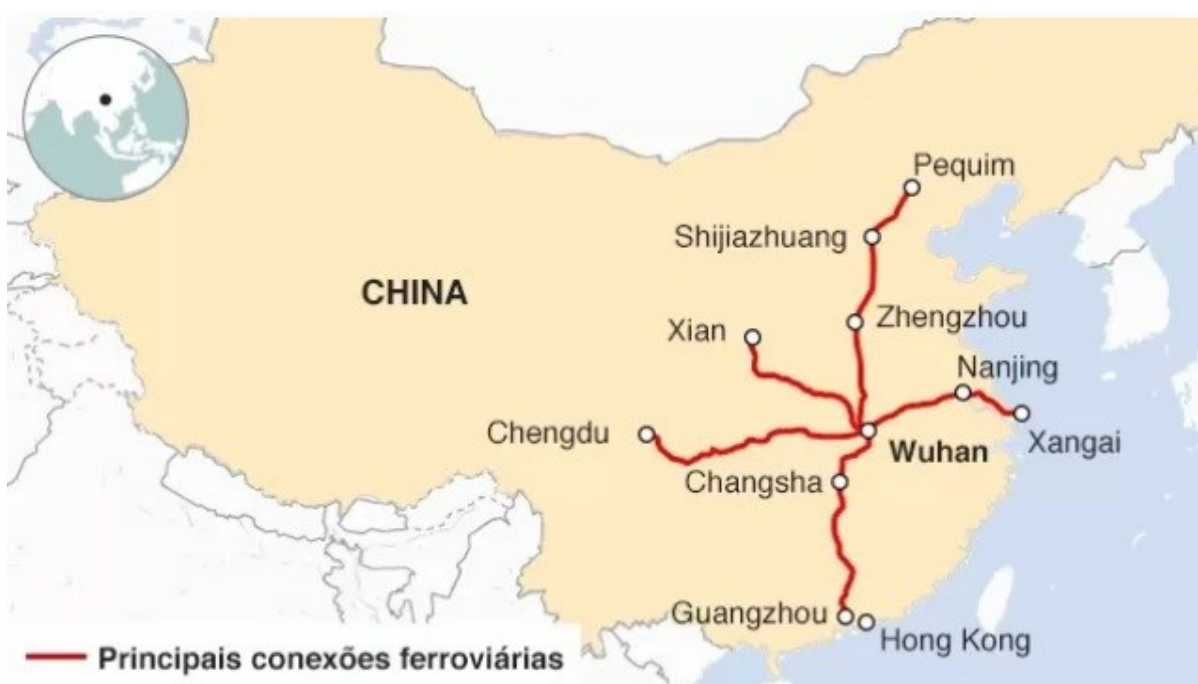 Pequim
Shijiazhuang
CHINA
Zhengzhou
Xian
Nanjing
Chengdu
Wuhan
Xangai
Changsha
Guangzhou
Hong Kong
Principais conexões ferroviárias